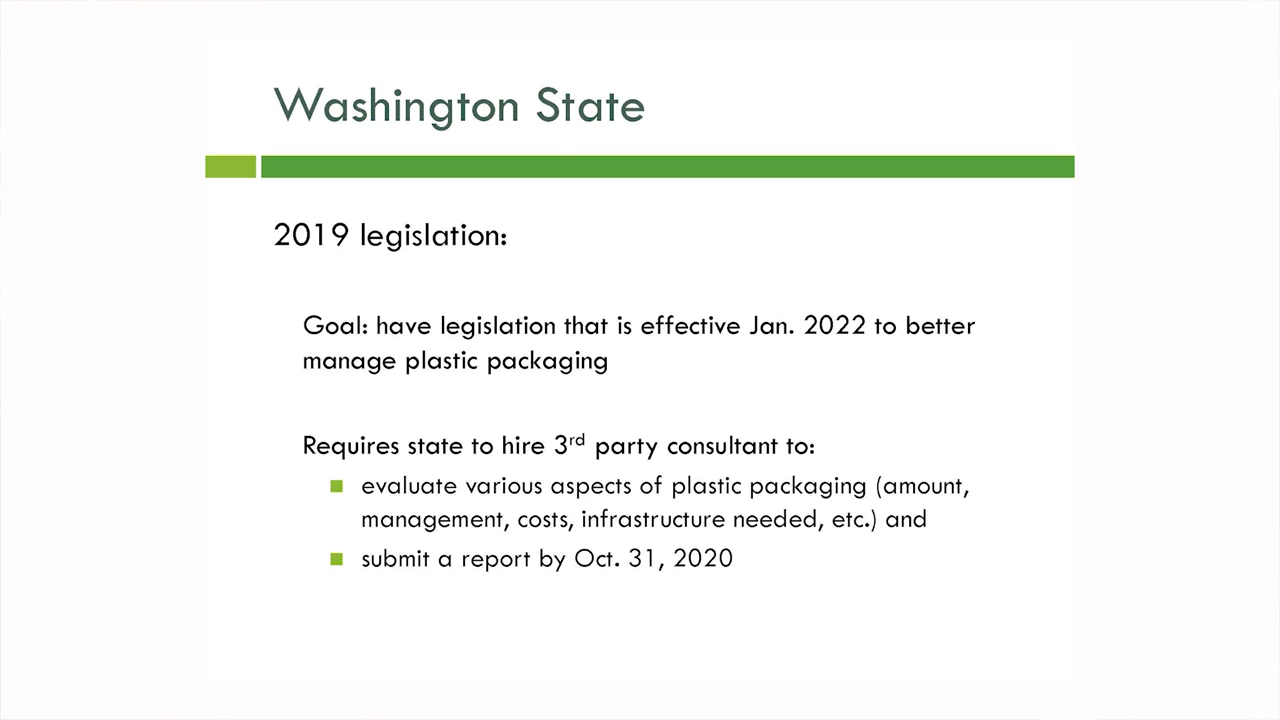 Washington State
2019 legislation:
Goal: have legislation that is effective Jan. 2022 to better
manage plastic packaging
Requires state to hire 3rd party consultant to:
evaluate various aspects of plastic packaging (amount,
management, costs, infrastructure needed, etc.) and
submit a report by Oct. 31, 2020